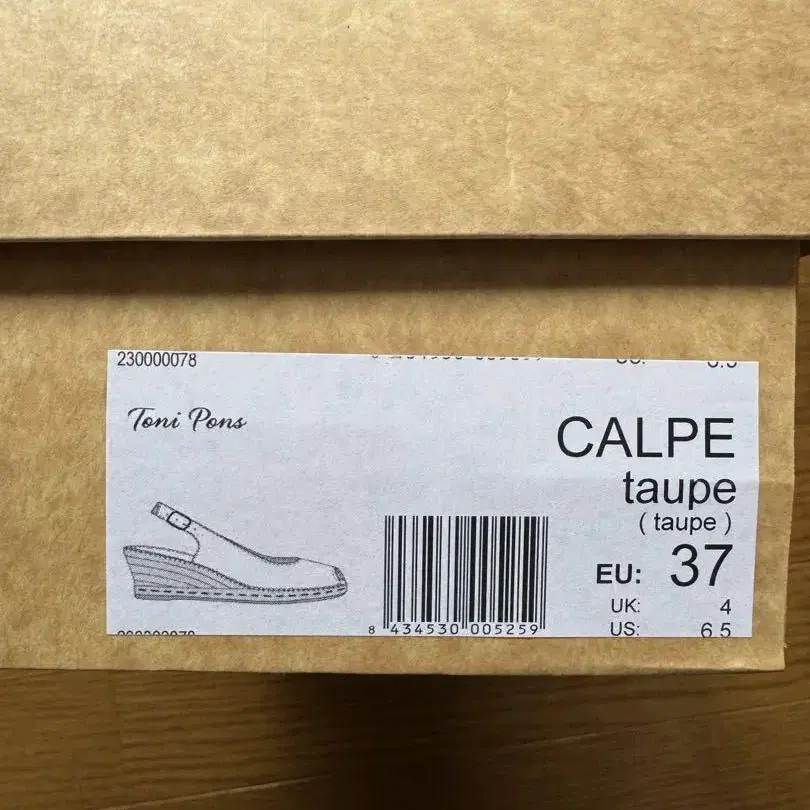 230000078
Toni Pons
CALPE
taupe
( taupe )
EU: 37
UK: 4
US: 6.5
8 434530 005259